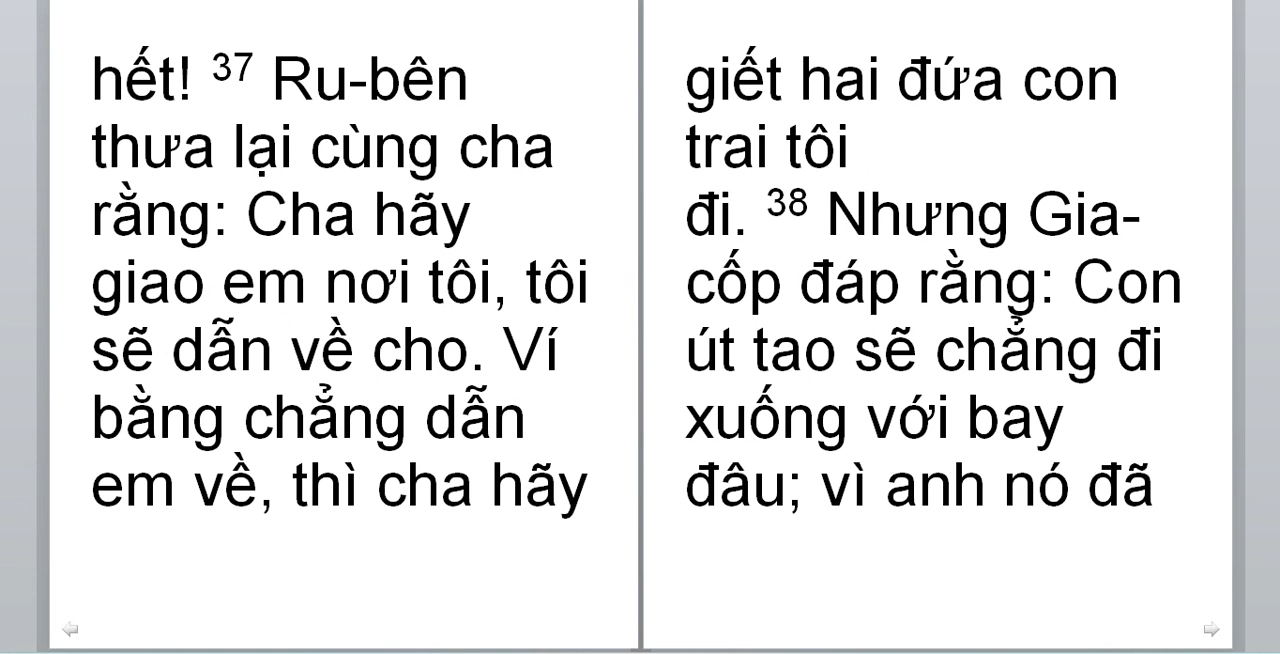 hết! 37 Ru-bên
thưa lại cùng cha
rằng: Cha hãy
giao em nơi tôi, tôi
sẽ dẫn về cho. Ví
bằng chẳng dẫn
em về, thì cha hãy
giết hai đứa con
trai tôi
đi. 38 Nhưng Gia-
cốp đáp rằng: Con
út tao sẽ chẳng đi
xuống với bay
đâu; vì anh nó đã